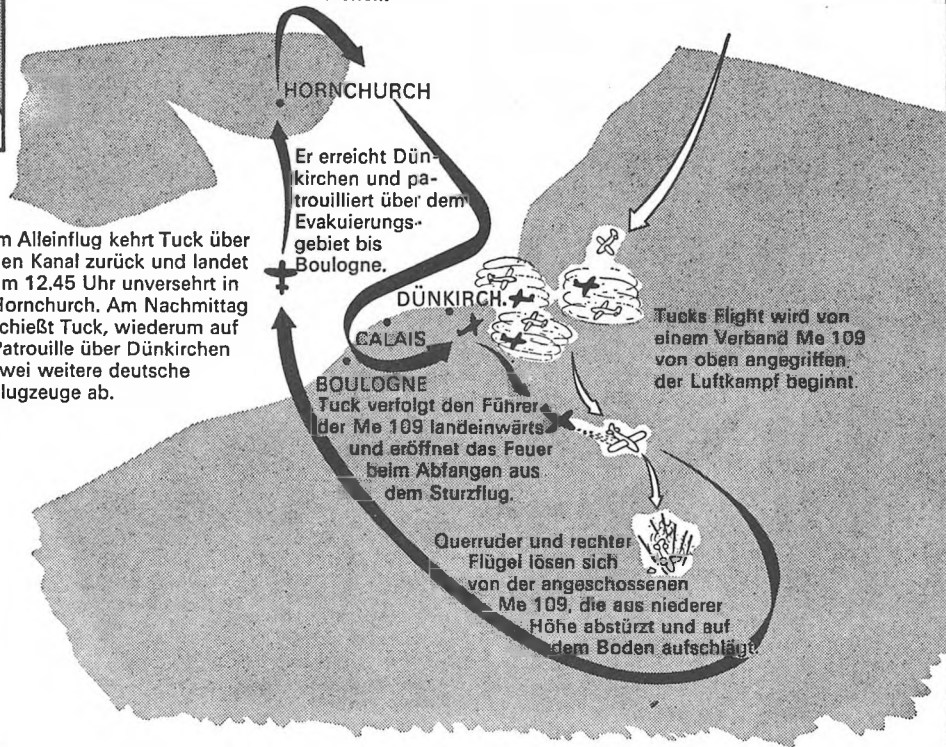 HORNCHURCH
Er erreicht Dün-
kirchen und pa-
trouilliert über dem
Evakuierungs-
gebiet bis
Boulogne.
m Alleinflug kehrt Tuck über
en Kanal zurück und landet
m 12.45 Uhr unversehrt in
Hornchurch. Am Nachmittag
chießt Tuck, wiederum auf
Patrouille über Dünkirchen
wei weitere deutsche
lugzeuge ab.
DÜNKIRCH.
CALAIS
BOULOGNE
Tucks Flight wird von
einem Verband Me 109
von oben angegriffen
der Luftkampf beginnt.
Tuck verfolgt den Führer
der Me 109 landeinwärts
und eröffnet das Feuer
beim Abfangen aus
dem Sturzflug.
Querruder und rechter
Flügel lösen sich
von der angeschossenen
Me 109, die aus niederer
Höhe abstürzt und auf
dem Boden aufschlägt.